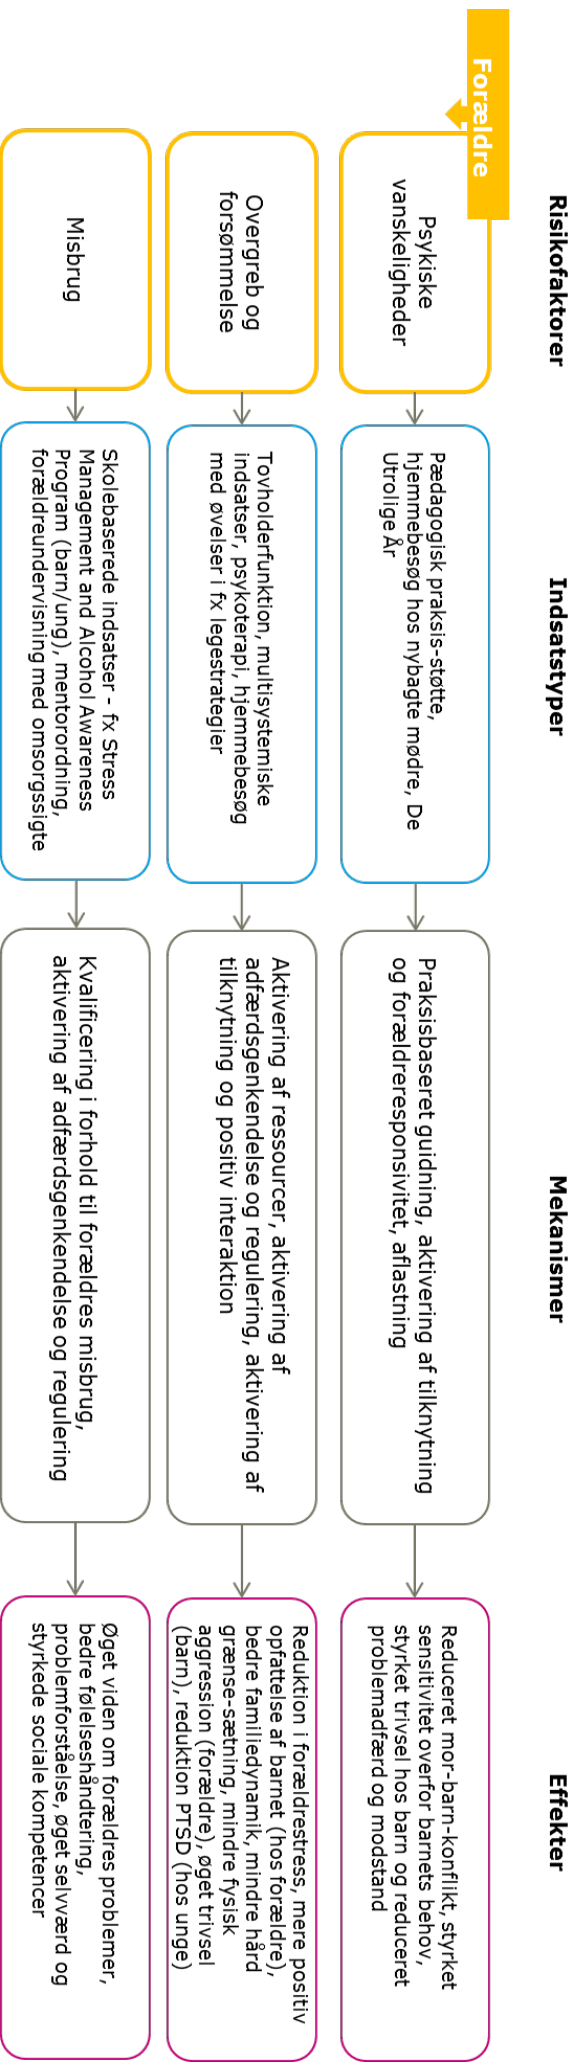 Risikofaktorer
Indsatstyper
Mekanismer
Effekter
Forældre
Psykiske
vanskeligheder
Pædagogisk praksis-støtte,
hjemmebesøg hos nybagte mødre, De
Utrolige År
Praksisbaseret guidning, aktivering af tilknytning
og forældreresponsivitet, aflastning
Reduceret mor-barn-konflikt, styrket
sensitivitet overfor barnets behov,
styrket trivsel hos barn og reduceret
problemadfærd og modstand
Overgreb og
forsømmelse
Tovholderfunktion, multisystemiske
indsatser, psykoterapi, hjemmebesøg
med øvelser i fx legestrategier
Aktivering af ressourcer, aktivering af
adfærdsgenkendelse og regulering, aktivering af
tilknytning og positiv interaktion
Reduktion i forældrestress, mere positiv
opfattelse af barnet (hos forældre),
bedre familiedynamik, mindre hård
grænse-sætning, mindre fysisk
aggression (forældre), øget trivsel
(barn), reduktion PTSD (hos unge)
Misbrug
Skolebaserede indsatser - fx Stress
Management and Alcohol Awareness
Program (barn/ung), mentorordning,
forældreundervisning med omsorgssigte
Kvalificering i forhold til forældres misbrug,
aktivering af adfærdsgenkendelse og regulering
Øget viden om forældres problemer,
bedre følelseshåndtering,
problemforståelse, øget selvværd og
styrkede sociale kompetencer